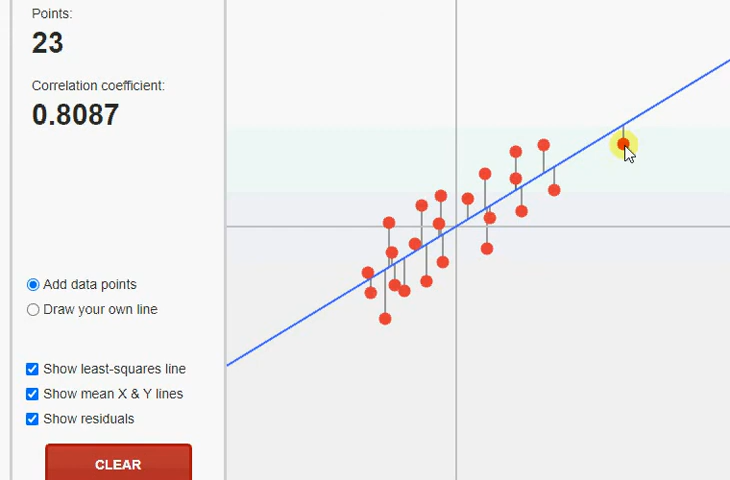 Points:
23
Correlation coefficient:
0.8087
Add data points
Draw your own line
Show least-squares line
Show mean X & Y lines
Show residuals
CLEAR